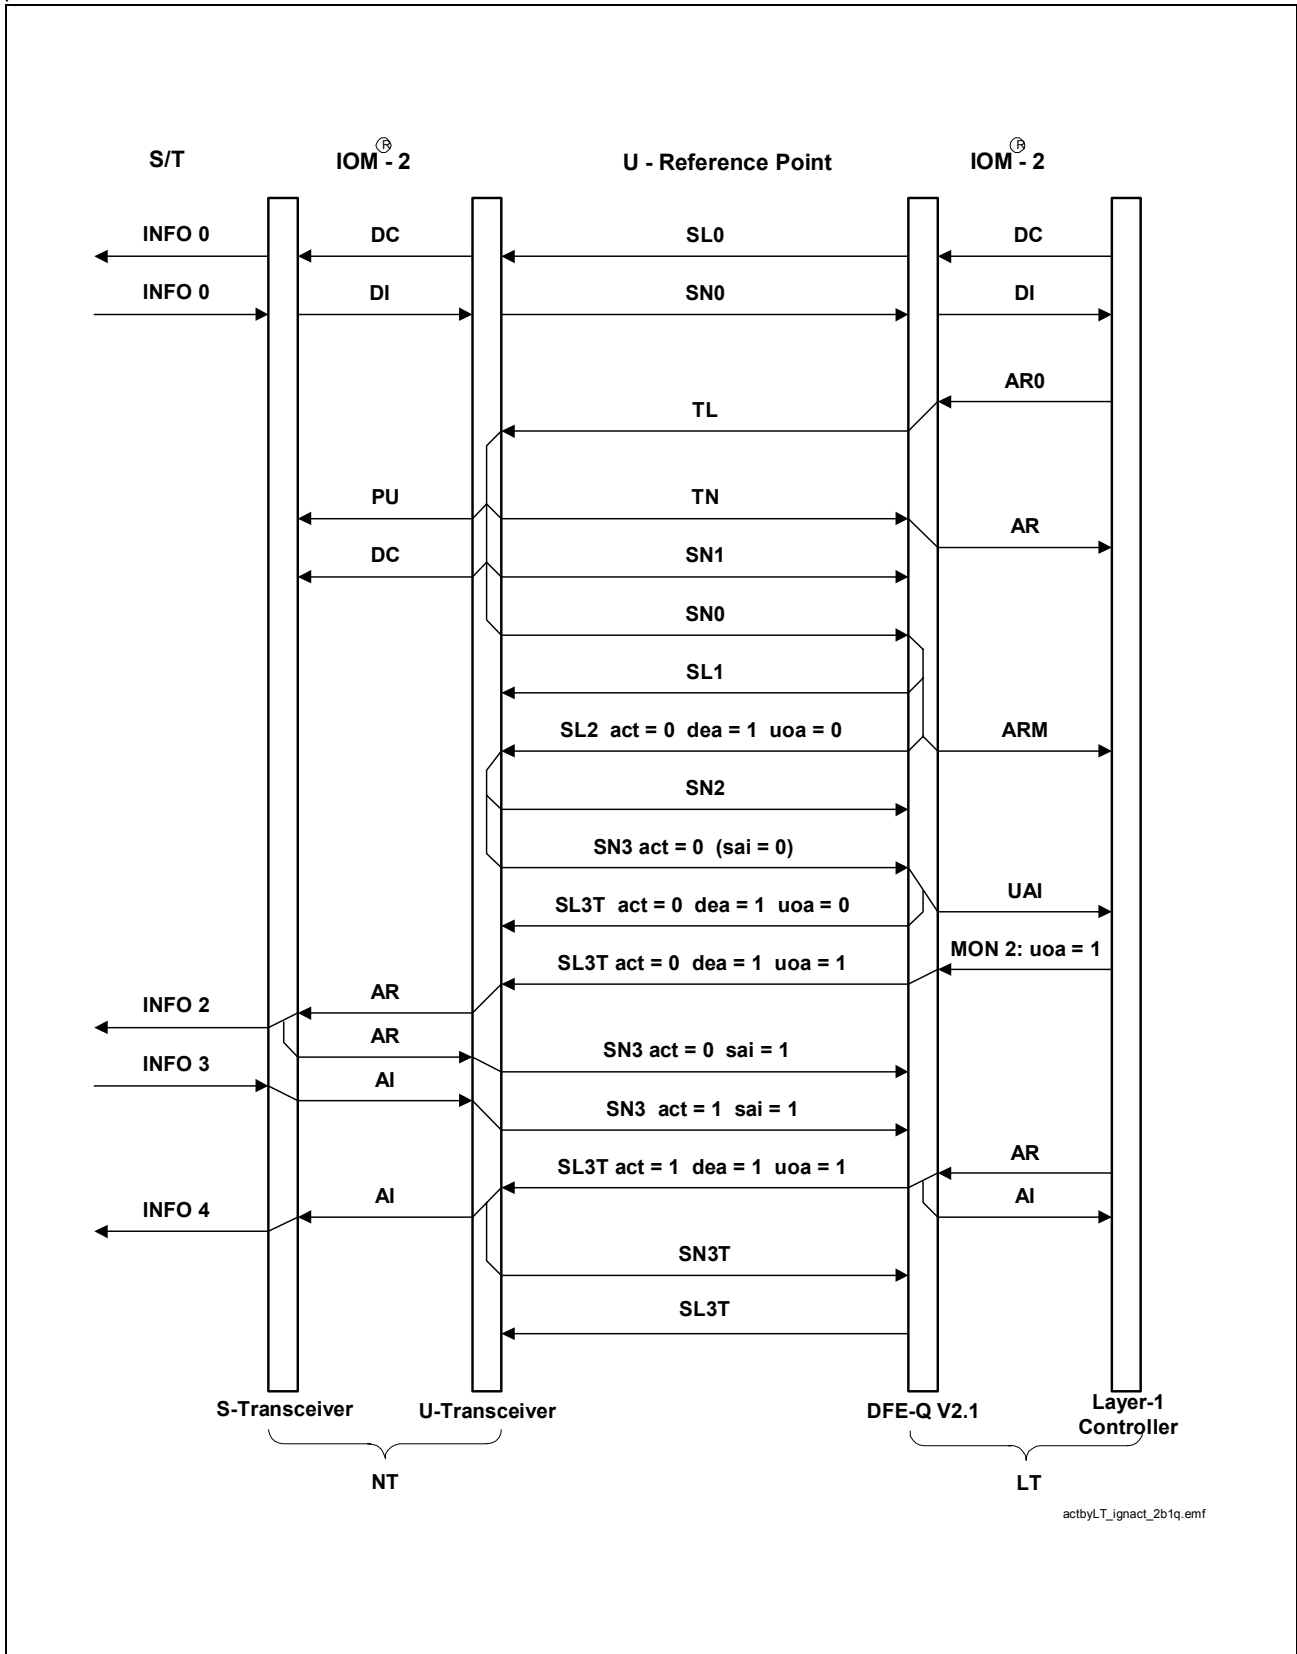 S/T IOM® - 2 U - Reference Point IOM® - 2
INFO 0 DC SL0 DC
INFO 0 DI SN0 DI
AR0
TL
PU TN
AR
DC SN1
SN0
SL1
SL2 act = 0 dea = 1 uoa = 0 ARM
SN2
SN3 act = 0 (sai = 0)
UAI
SL3T act = 0 dea = 1 uoa = 0
MON 2: uoa = 1
SL3T act = 0 dea = 1 uoa = 1
AR
INFO 2
AR
SN3 act = 0 sai = 1
INFO 3
AI
SN3 act = 1 sai = 1
AR
SL3T act = 1 dea = 1 uoa = 1
AI AI
INFO 4
SN3T
SL3T
S-Transceiver U-Transceiver DFE-Q V2.1 Layer-1
Controller
NT LT
actbyLT_ignact_2b1q.emf